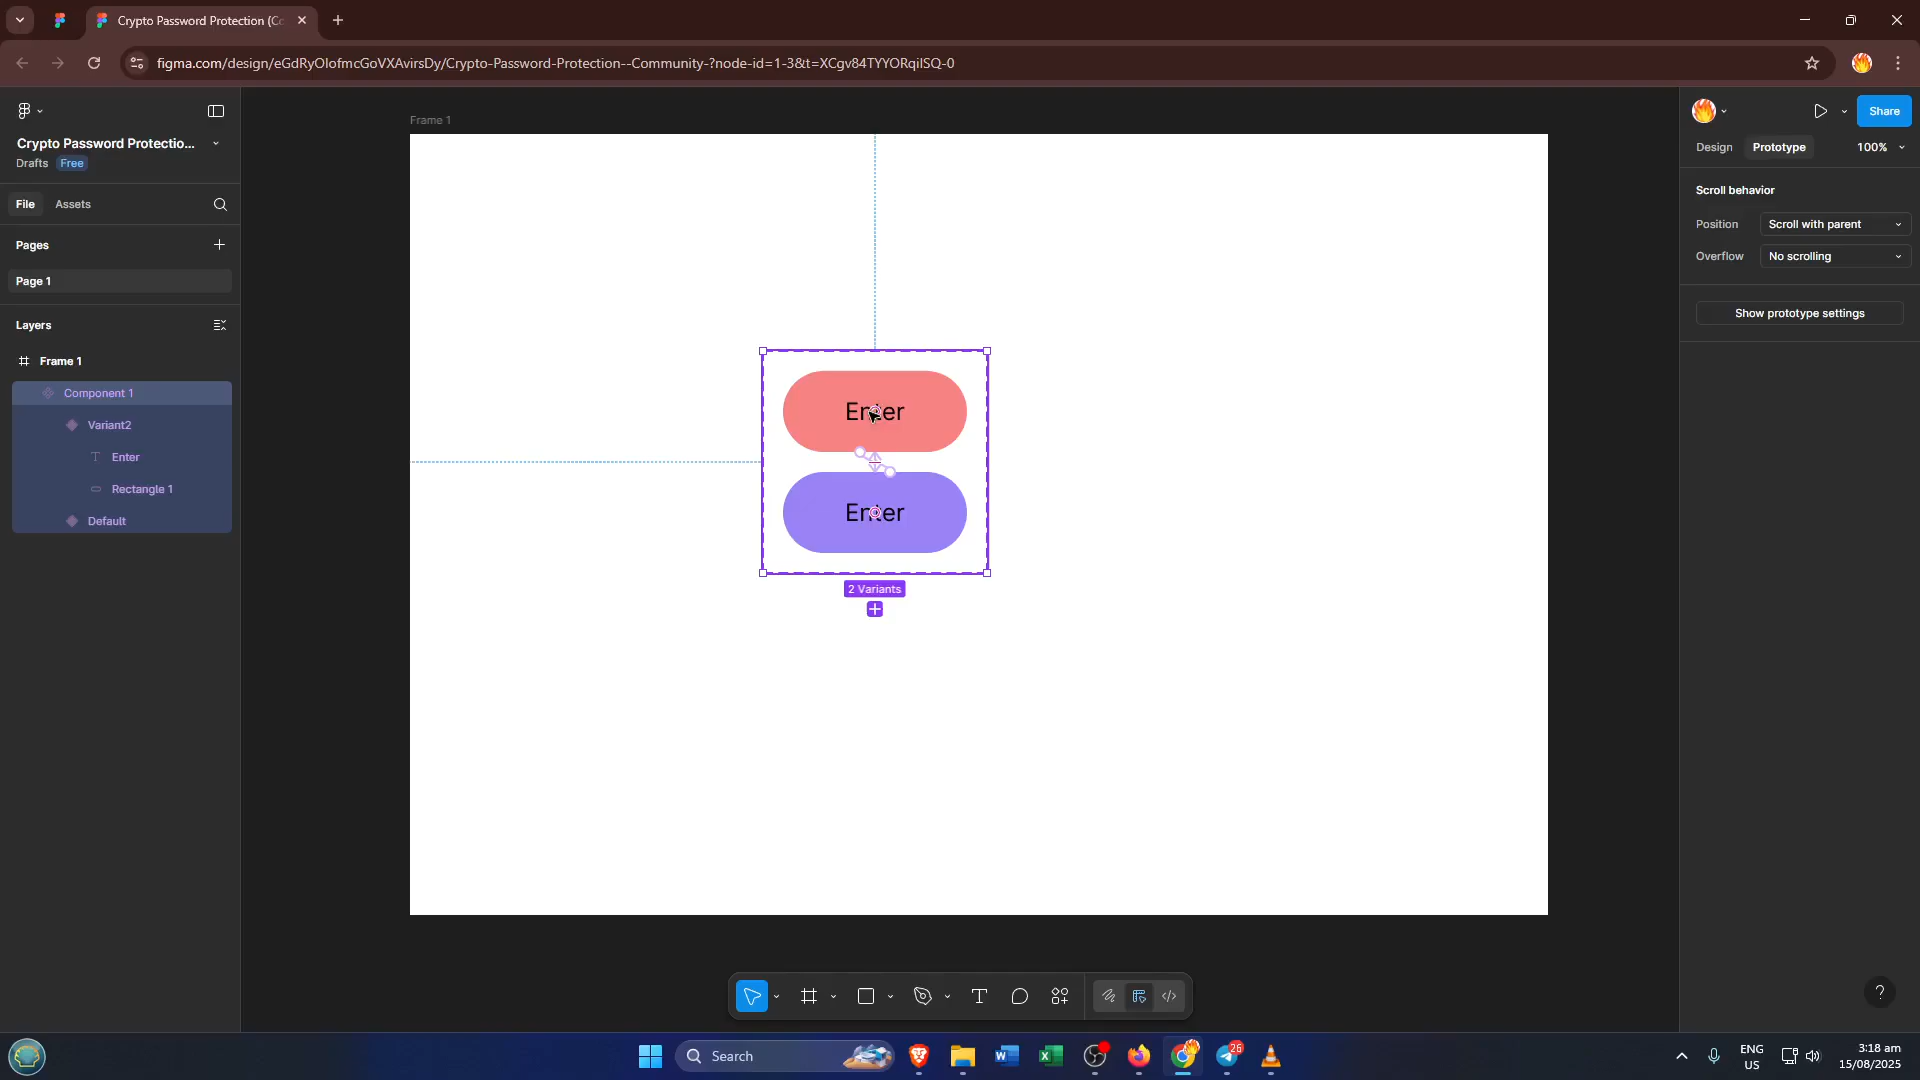 Crypto Password Protection (Co
figma.com/design/eGdRyOlofmcGoVXAvirsDy/Crypto-Password-Protection--Community-?node-id=1-3&t=XCgv84TYYORqilSQ-0
Crypto Password Protectio...
Drafts Free
File Assets
Pages
Page 1
Layers
Frame 1
Component 1
Variant2
Enter
Rectangle 1
Default
Frame 1
Enter
Enter
2 Variants
Share
Design Prototype 100%
Scroll behavior
Position Scroll with parent
Overflow No scrolling
Show prototype settings
?
Search
26
ENG
US
3:18 am
15/08/2025